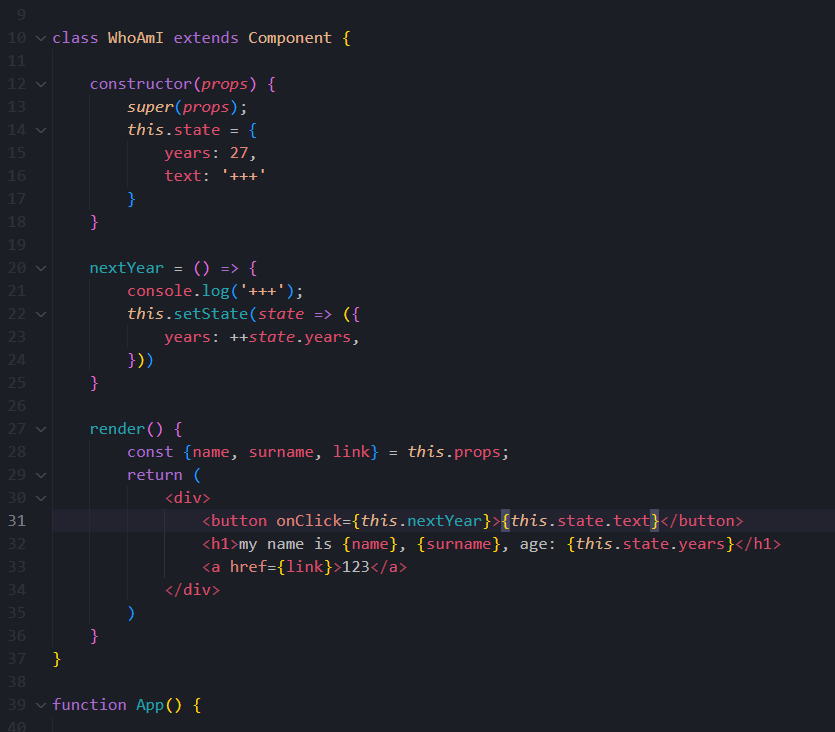 9
10 class WhoAmI extends Component {
11
12 constructor(props) {
13 super(props);
14 this.state = {
15 years: 27,
16 text: '+++'
17 }
18 }
19
20 nextYear = () => {
21 console.log('+++');
22 this.setState(state => ({
23 years: ++state.years,
24 }))
25 }
26
27 render() {
28 const {name, surname, link} = this.props;
29 return (
30 <div>
31 <button onClick={this.nextYear}>{this.state.text}</button>
32 <h1>my name is {name}, {surname}, age: {this.state.years}</h1>
33 <a href={link}>123</a>
34 </div>
35 )
36 }
37 }
38
39 function App() {
40